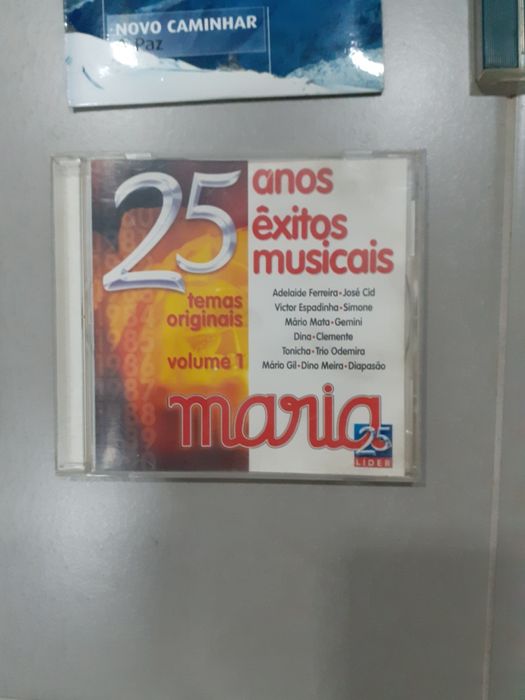 NOVO CAMINHAR
Paz
25
anos
êxitos
musicais
temas
originais
volume 1
Adelaide Ferreira • José Cid
Victor Espadinha • Simone
Mário Mata • Gemini
Dina • Clemente
Tonicha • Trio Odemira
Mário Gil • Dino Meira • Diapasão
maria
25
LÍDER